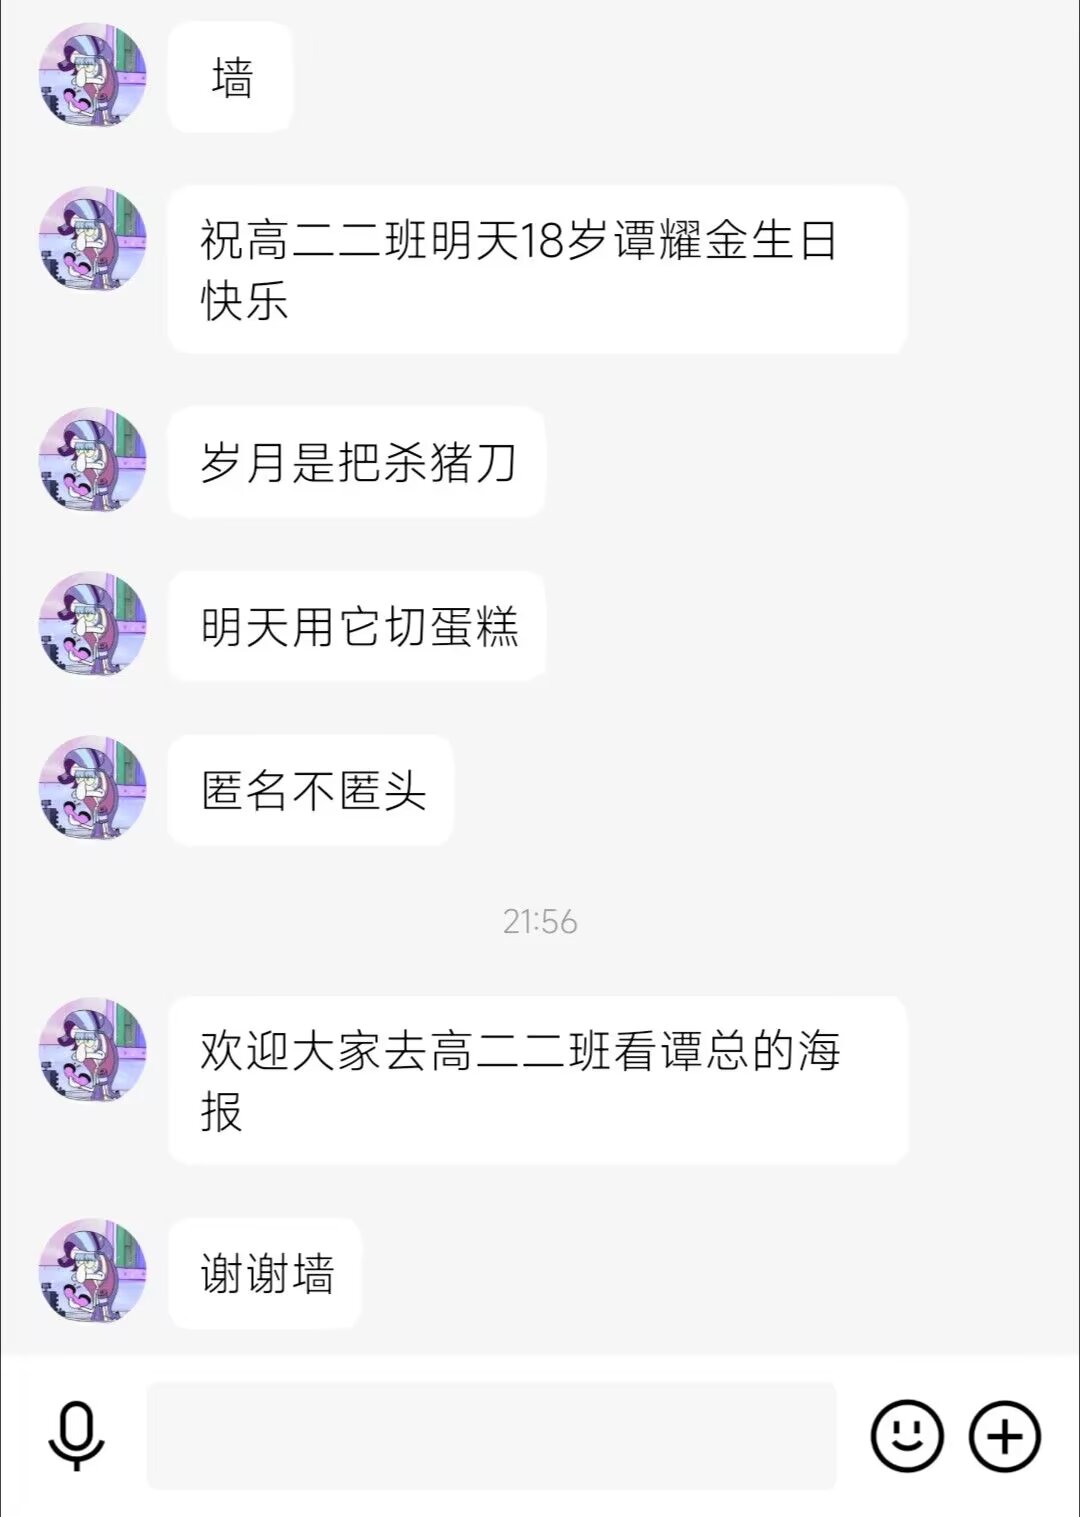 墙
祝高二二班明天18岁谭耀金生日
快乐
岁月是把杀猪刀
明天用它切蛋糕
匿名不匿头
21:56
欢迎大家去高二二班看谭总的海
报
谢谢墙